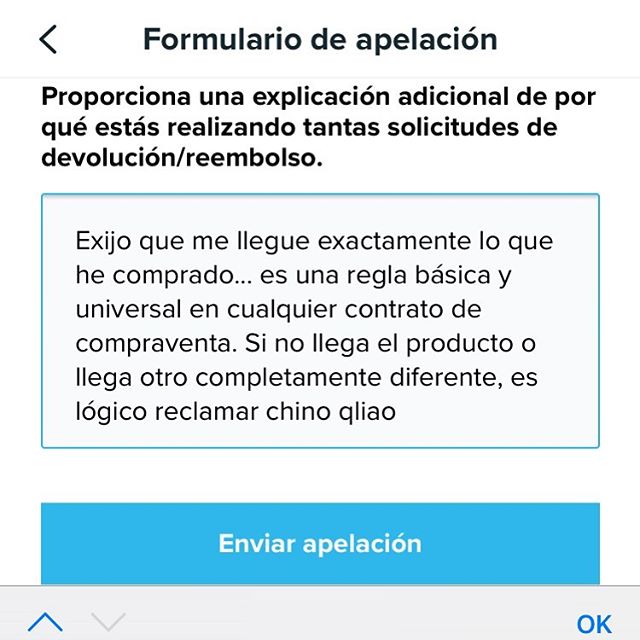 Formulario de apelación
Proporciona una explicación adicional de por
qué estás realizando tantas solicitudes de
devolución/reembolso.
Exijo que me llegue exactamente lo que
he comprado... es una regla básica y
universal en cualquier contrato de
compraventa. Si no llega el producto o
llega otro completamente diferente, es
lógico reclamar chino qliao
Enviar apelación
OK